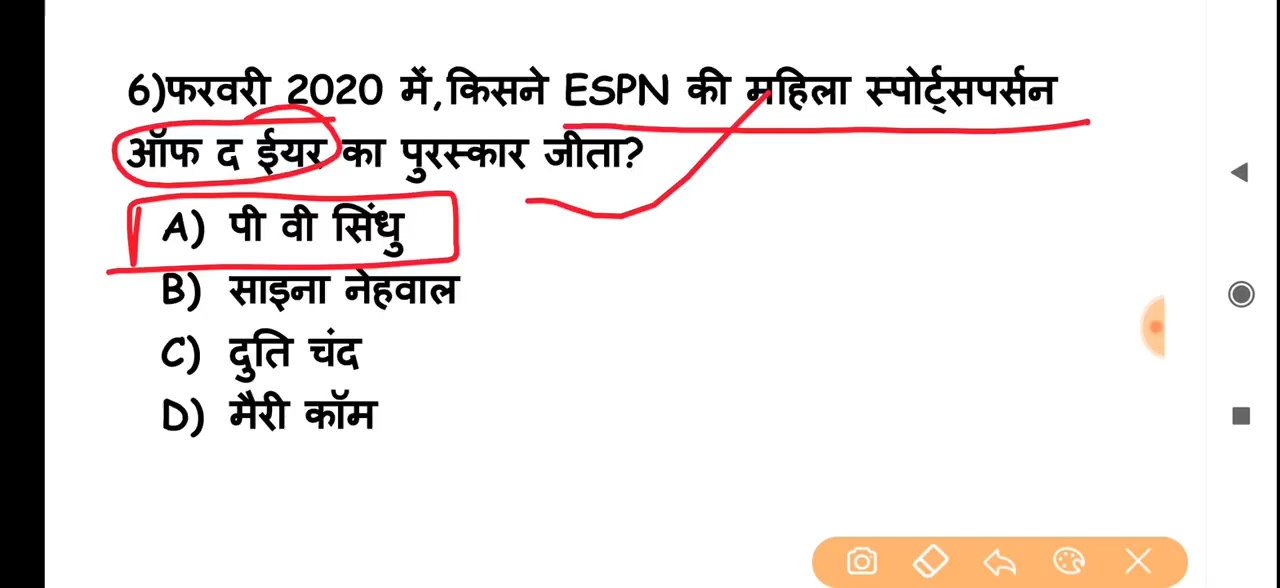 6)फरवरी 2020 में,किसने ESPN की महिला स्पोर्ट्सपर्सन
ऑफ द ईयर का पुरस्कार जीता?
A) पी वी सिंधु
B) साइना नेहवाल
C) दुति चंद
D) मैरी कॉम